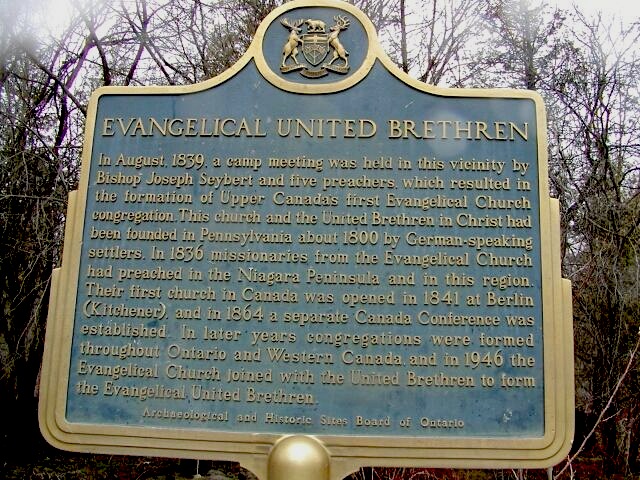 EVANGELICAL UNITED BRETHREN
In August 1839, a camp meeting was held in this vicinity by
Bishop Joseph Seybert and five preachers, which resulted in
the formation of Upper Canada's first Evangelical Church
congregation. This church and the United Brethren in Christ had
been founded in Pennsylvania about 1800 by German-speaking
settlers. In 1836 missionaries from the Evangelical Church
had preached in the Niagara Peninsula and in this region.
Their first church in Canada was opened in 1841 at Berlin
(Kitchener), and in 1864 a separate Canada Conference was
established. In later years congregations were formed
throughout Ontario and Western Canada, and in 1946 the
Evangelical Church joined with the United Brethren to form
the Evangelical United Brethren.
Archaeological and Historic Sites Board of Ontario